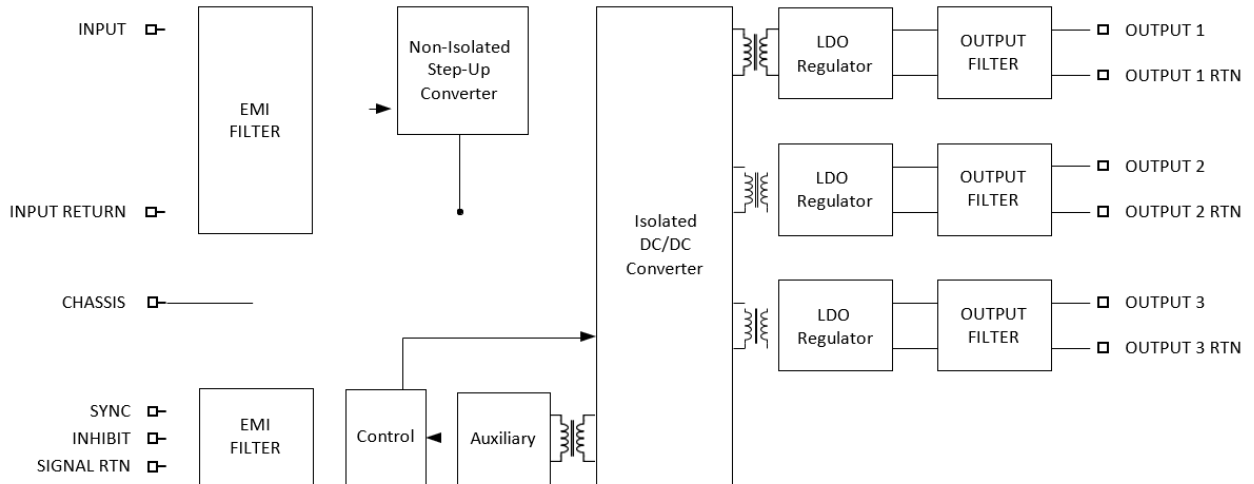 INPUT
INPUT RETURN
CHASSIS
SYNC
INHIBIT
SIGNAL RTN
EMI
FILTER
EMI
FILTER
Non-Isolated
Step-Up
Converter
Control
Auxiliary
Isolated
DC/DC
Converter
LDO
Regulator
OUTPUT
FILTER
OUTPUT 1
OUTPUT 1 RTN
LDO
Regulator
OUTPUT
FILTER
OUTPUT 2
OUTPUT 2 RTN
LDO
Regulator
OUTPUT
FILTER
OUTPUT 3
OUTPUT 3 RTN